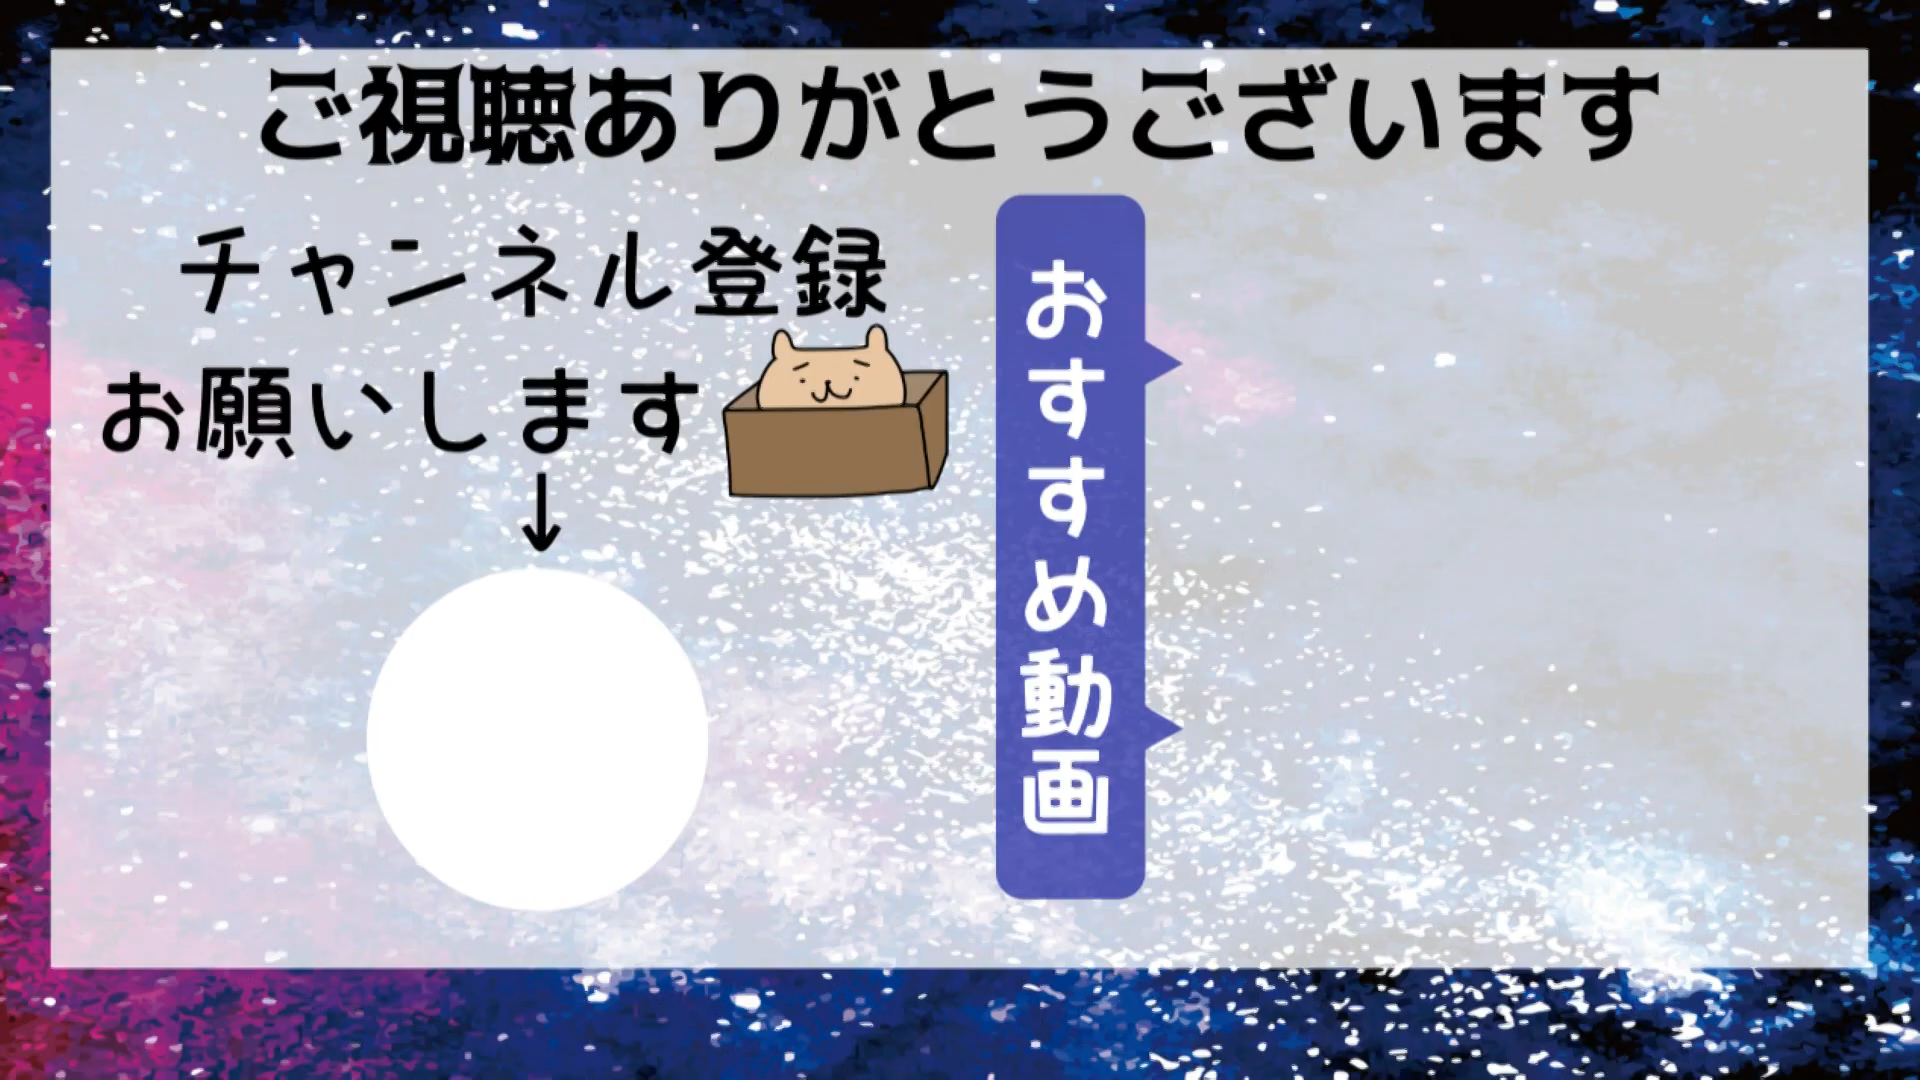 ご視聴ありがとうございます
チャンネル登録
お願いします
↓
おすすめ動画